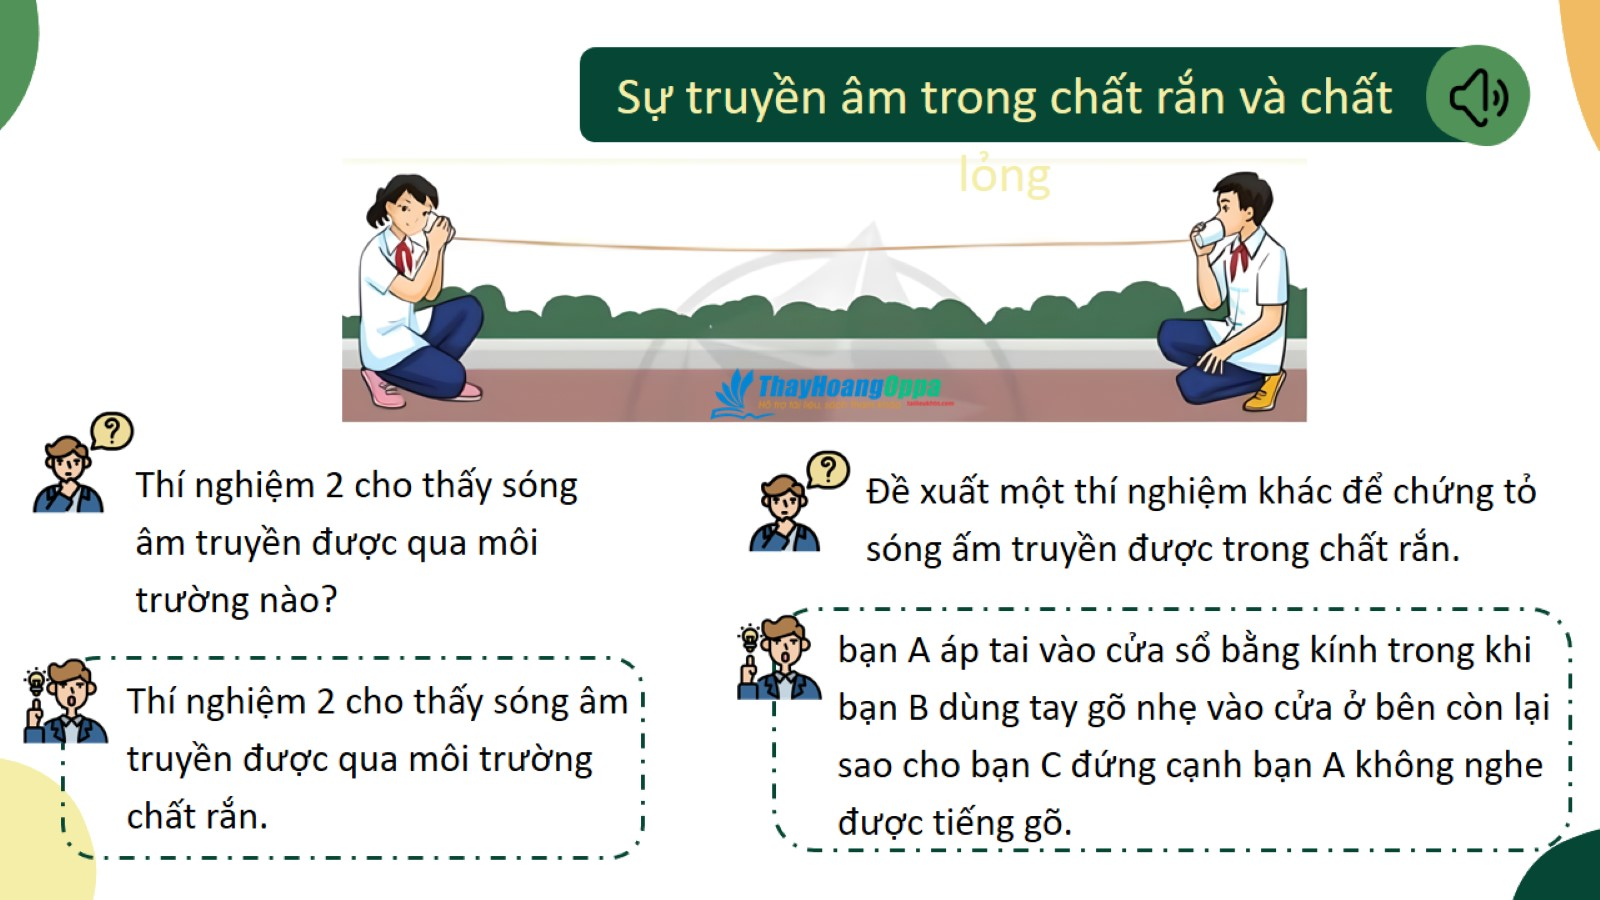 Sự truyền âm trong chất rắn và chất
lỏng
ThayHoangOppa
?
Thí nghiệm 2 cho thấy sóng
âm truyền được qua môi
trường nào?
Thí nghiệm 2 cho thấy sóng âm
truyền được qua môi trường
chất rắn.
?
Đề xuất một thí nghiệm khác để chứng tỏ
sóng ấm truyền được trong chất rắn.
bạn A áp tai vào cửa sổ bằng kính trong khi
bạn B dùng tay gõ nhẹ vào cửa ở bên còn lại
sao cho bạn C đứng cạnh bạn A không nghe
được tiếng gõ.